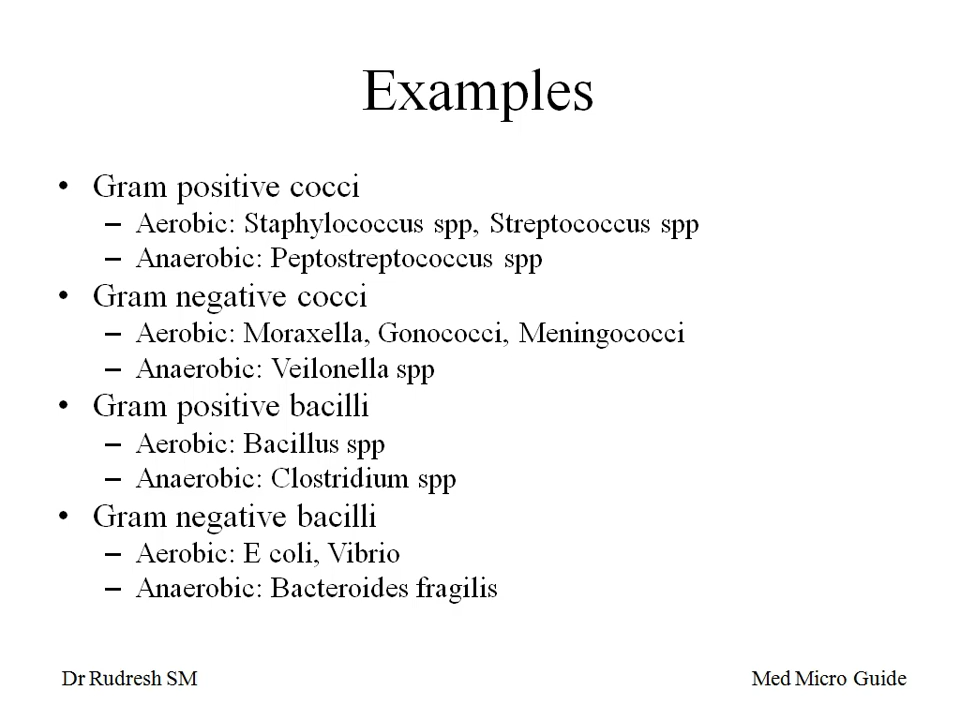 Examples
• Gram positive cocci
– Aerobic: Staphylococcus spp, Streptococcus spp
– Anaerobic: Peptostreptococcus spp
• Gram negative cocci
– Aerobic: Moraxella, Gonococci, Meningococci
– Anaerobic: Veilonella spp
• Gram positive bacilli
– Aerobic: Bacillus spp
– Anaerobic: Clostridium spp
• Gram negative bacilli
– Aerobic: E coli, Vibrio
– Anaerobic: Bacteroides fragilis
Dr Rudresh SM
Med Micro Guide